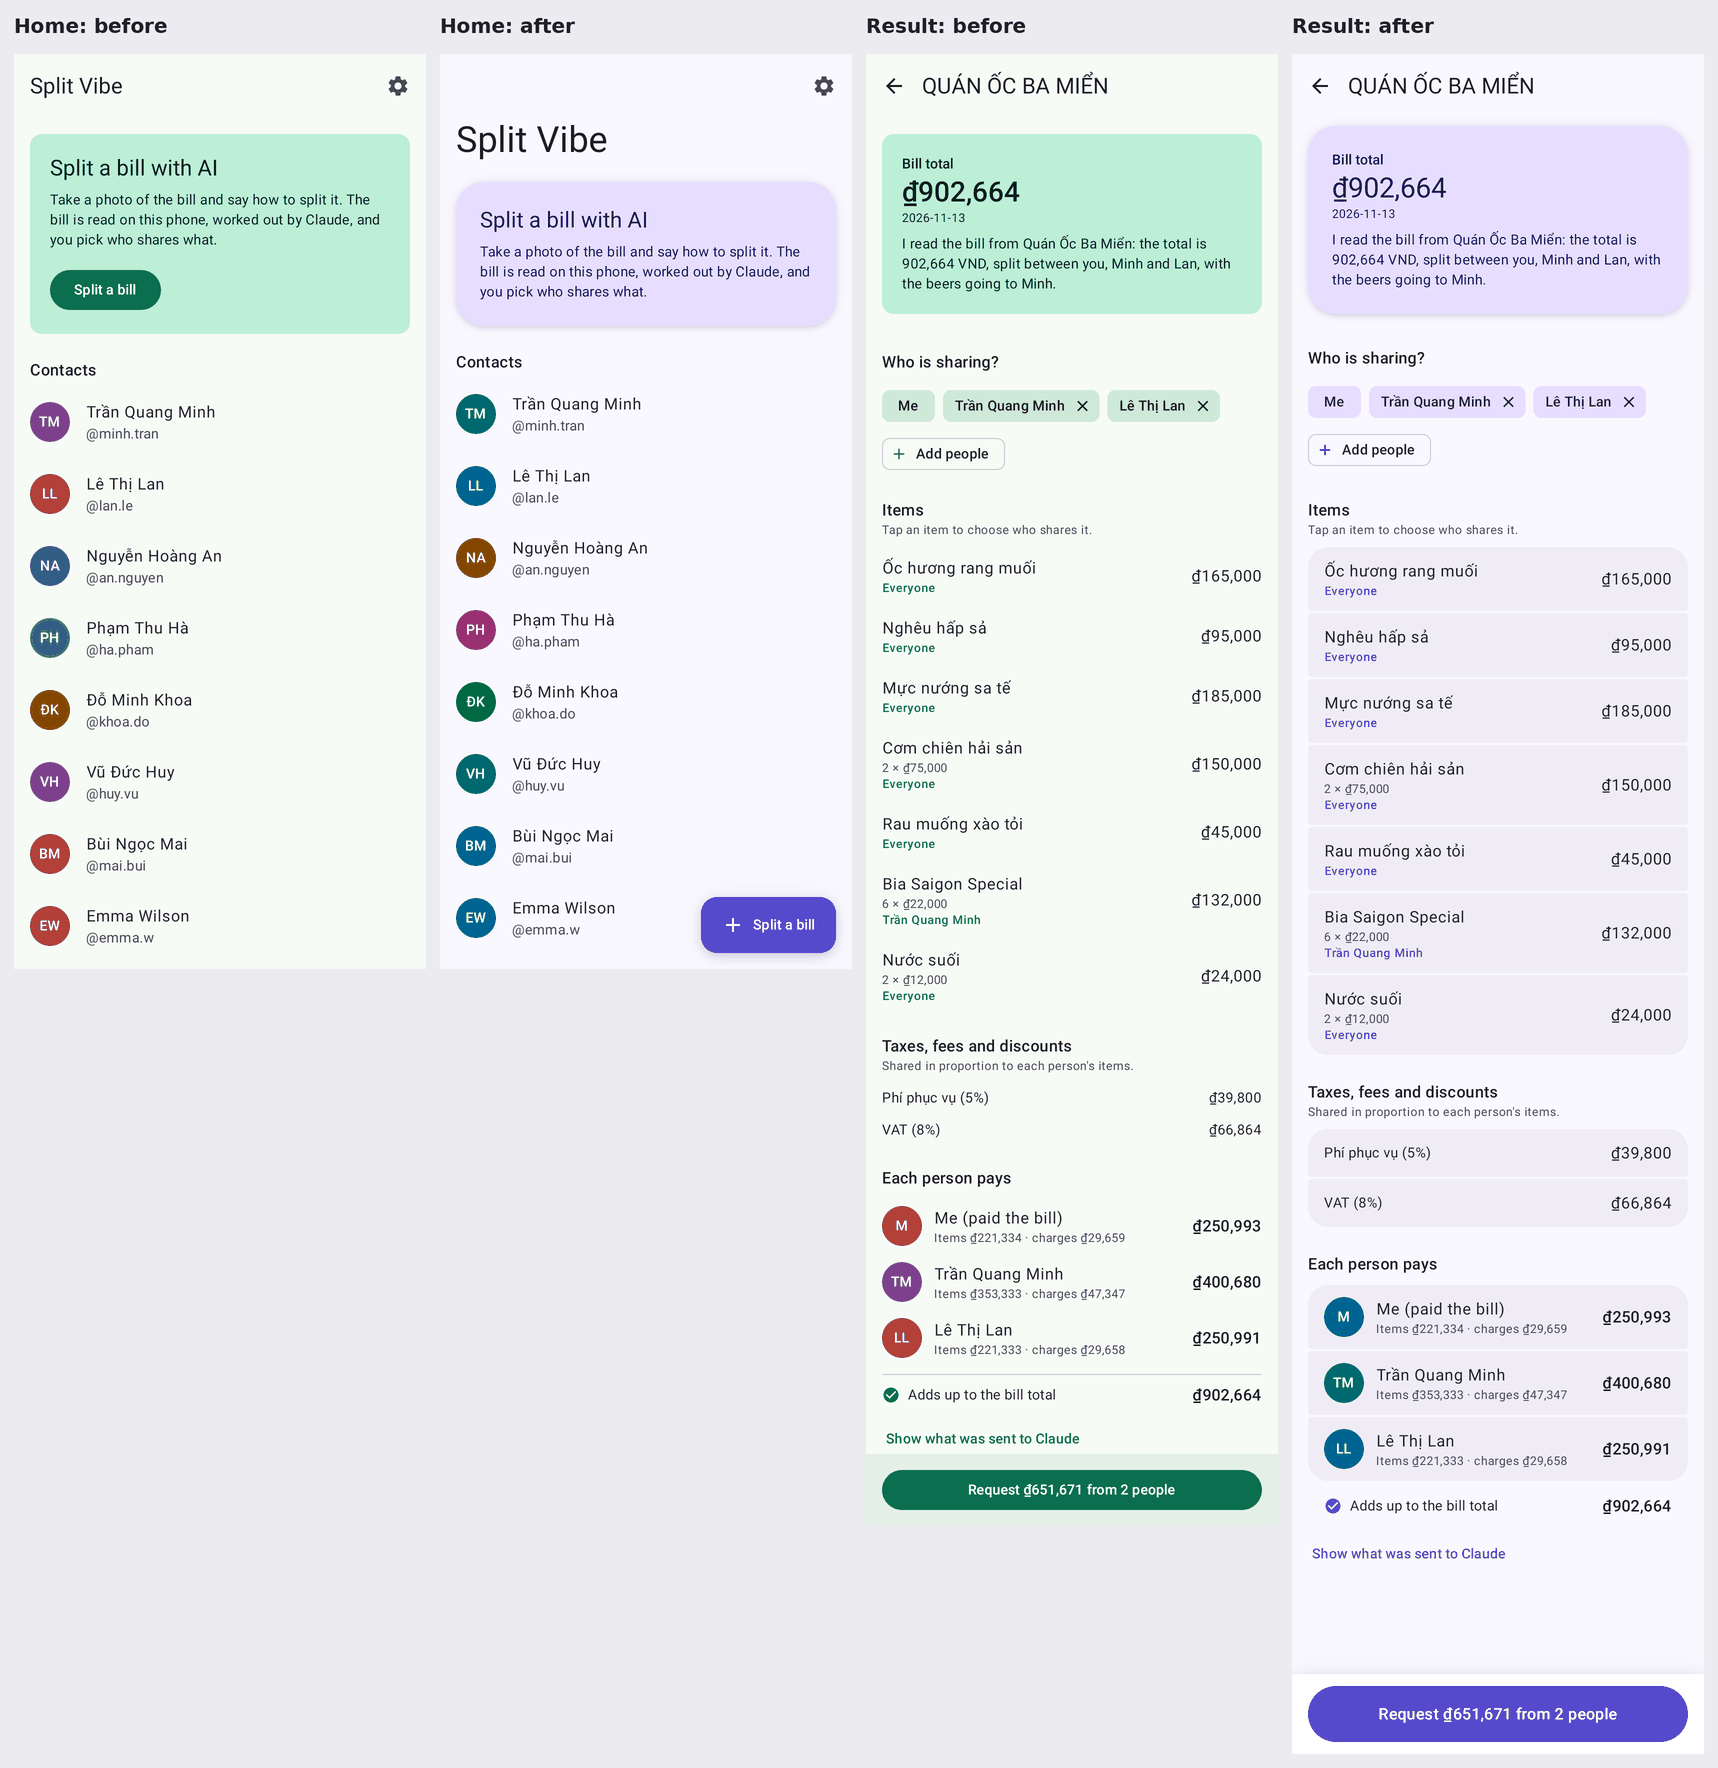 Home: before
Split Vibe
Split a bill with AI
Take a photo of the bill and say how to split it. The
bill is read on this phone, worked out by Claude, and
you pick who shares what.
Split a bill
Contacts
TM
Trần Quang Minh
@minh.tran
LL
Lê Thị Lan
@lan.le
NA
Nguyễn Hoàng An
@an.nguyen
PH
Phạm Thu Hà
@ha.pham
ĐK
Đỗ Minh Khoa
@khoa.do
VH
Vũ Đức Huy
@huy.vu
BM
Bùi Ngọc Mai
@mai.bui
EW
Emma Wilson
@emma.w
Home: after
Split Vibe
Split a bill with AI
Take a photo of the bill and say how to split it. The
bill is read on this phone, worked out by Claude, and
you pick who shares what.
Contacts
TM
Trần Quang Minh
@minh.tran
LL
Lê Thị Lan
@lan.le
NA
Nguyễn Hoàng An
@an.nguyen
PH
Phạm Thu Hà
@ha.pham
ĐK
Đỗ Minh Khoa
@khoa.do
VH
Vũ Đức Huy
@huy.vu
BM
Bùi Ngọc Mai
@mai.bui
EW
Emma Wilson
@emma.w
Split a bill
Result: before
QUÁN ỐC BA MIỂN
Bill total
₫902,664
2026-11-13
I read the bill from Quán Ốc Ba Miển: the total is
902,664 VND, split between you, Minh and Lan, with
the beers going to Minh.
Who is sharing?
Me Trần Quang Minh Lê Thị Lan
Add people
Items
Tap an item to choose who shares it.
Ốc hương rang muối ₫165,000
Everyone
Nghêu hấp sả ₫95,000
Everyone
Mực nướng sa tế ₫185,000
Everyone
Cơm chiên hải sản ₫150,000
2 × ₫75,000
Everyone
Rau muống xào tỏi ₫45,000
Everyone
Bia Saigon Special ₫132,000
6 × ₫22,000
Trần Quang Minh
Nước suối ₫24,000
2 × ₫12,000
Everyone
Taxes, fees and discounts
Shared in proportion to each person's items.
Phí phục vụ (5%) ₫39,800
VAT (8%) ₫66,864
Each person pays
M
Me (paid the bill) ₫250,993
Items ₫221,334 · charges ₫29,659
TM
Trần Quang Minh ₫400,680
Items ₫353,333 · charges ₫47,347
LL
Lê Thị Lan ₫250,991
Items ₫221,333 · charges ₫29,658
Adds up to the bill total ₫902,664
Show what was sent to Claude
Request ₫651,671 from 2 people
Result: after
QUÁN ỐC BA MIỂN
Bill total
₫902,664
2026-11-13
I read the bill from Quán Ốc Ba Miển: the total is
902,664 VND, split between you, Minh and Lan, with
the beers going to Minh.
Who is sharing?
Me Trần Quang Minh Lê Thị Lan
Add people
Items
Tap an item to choose who shares it.
Ốc hương rang muối ₫165,000
Everyone
Nghêu hấp sả ₫95,000
Everyone
Mực nướng sa tế ₫185,000
Everyone
Cơm chiên hải sản ₫150,000
2 × ₫75,000
Everyone
Rau muống xào tỏi ₫45,000
Everyone
Bia Saigon Special ₫132,000
6 × ₫22,000
Trần Quang Minh
Nước suối ₫24,000
2 × ₫12,000
Everyone
Taxes, fees and discounts
Shared in proportion to each person's items.
Phí phục vụ (5%) ₫39,800
VAT (8%) ₫66,864
Each person pays
M
Me (paid the bill) ₫250,993
Items ₫221,334 · charges ₫29,659
TM
Trần Quang Minh ₫400,680
Items ₫353,333 · charges ₫47,347
LL
Lê Thị Lan ₫250,991
Items ₫221,333 · charges ₫29,658
Adds up to the bill total ₫902,664
Show what was sent to Claude
Request ₫651,671 from 2 people